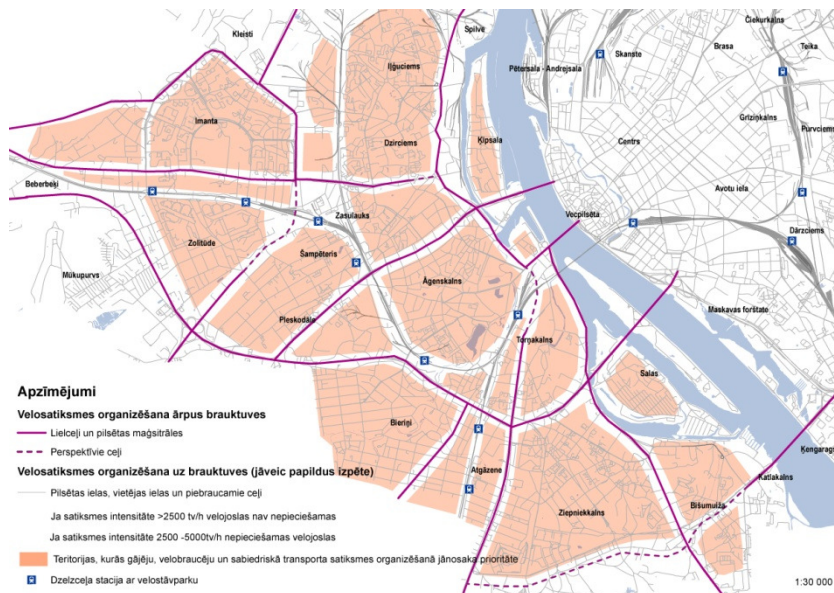 Kleisti
Spilve
Čiekurkalns
Iļģuciems
Pētersala - Andrejsala
Skanste
Brasa
Teika
Imanta
Dzirciems
Ķīpsala
Centrs
Grīziņkalns
Purvciems
Beberbeķi
Zasulauks
Vecpilsēta
Avotu iela
Dārzciems
Zolitūde
Šampēteris
Āgenskalns
Mūkupurvs
Maskavas forštate
Pleskodāle
Torņakalns
Salas
Bieriņi
Atgāzene
Ziepniekkalns
Bišumuiža
Katlakalns
Ķengarags
Apzīmējumi
Velosatiksmes organizēšana ārpus brauktuves
Lielceļi un pilsētas maģsitrāles
Perspektīvie ceļi
Velosatiksmes organizēšana uz brauktuves (jāveic papildus izpēte)
Pilsētas ielas, vietējas ielas un piebraucamie ceļi
Ja satiksmes intensitāte >2500 tv/h velojoslas nav nepieciešamas
Ja satiksmes intensitāte 2500 -5000tv/h nepieciešamas velojoslas
Teritorijas, kurās gājēju, velobraucēju un sabiedriskā transporta satiksmes organizēšanā jānosaka prioritāte
Dzelzceļa stacija ar velostāvparku
1:30 000